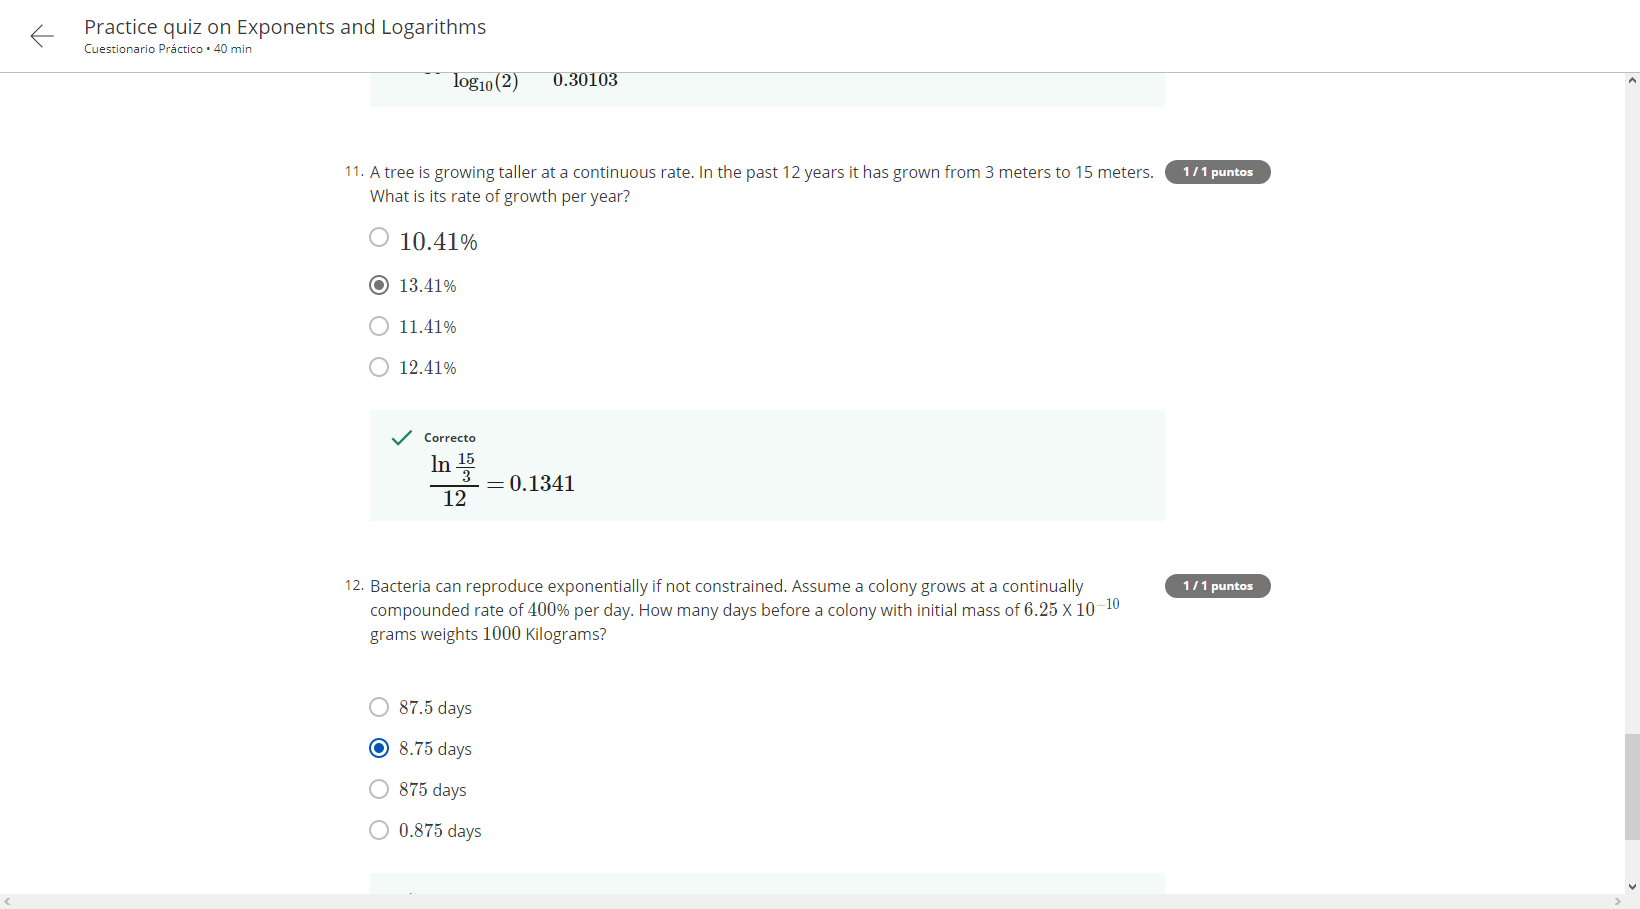 Practice quiz on Exponents and Logarithms
Cuestionario Práctico • 40 min
log₁₀(2) 0.30103
11. A tree is growing taller at a continuous rate. In the past 12 years it has grown from 3 meters to 15 meters. 1 / 1 puntos
What is its rate of growth per year?
10.41%
13.41%
11.41%
12.41%
Correcto
ln 15/3
/12 = 0.1341
12. Bacteria can reproduce exponentially if not constrained. Assume a colony grows at a continually 1 / 1 puntos
compounded rate of 400% per day. How many days before a colony with initial mass of 6.25 X 10⁻¹⁰
grams weights 1000 Kilograms?
87.5 days
8.75 days
875 days
0.875 days